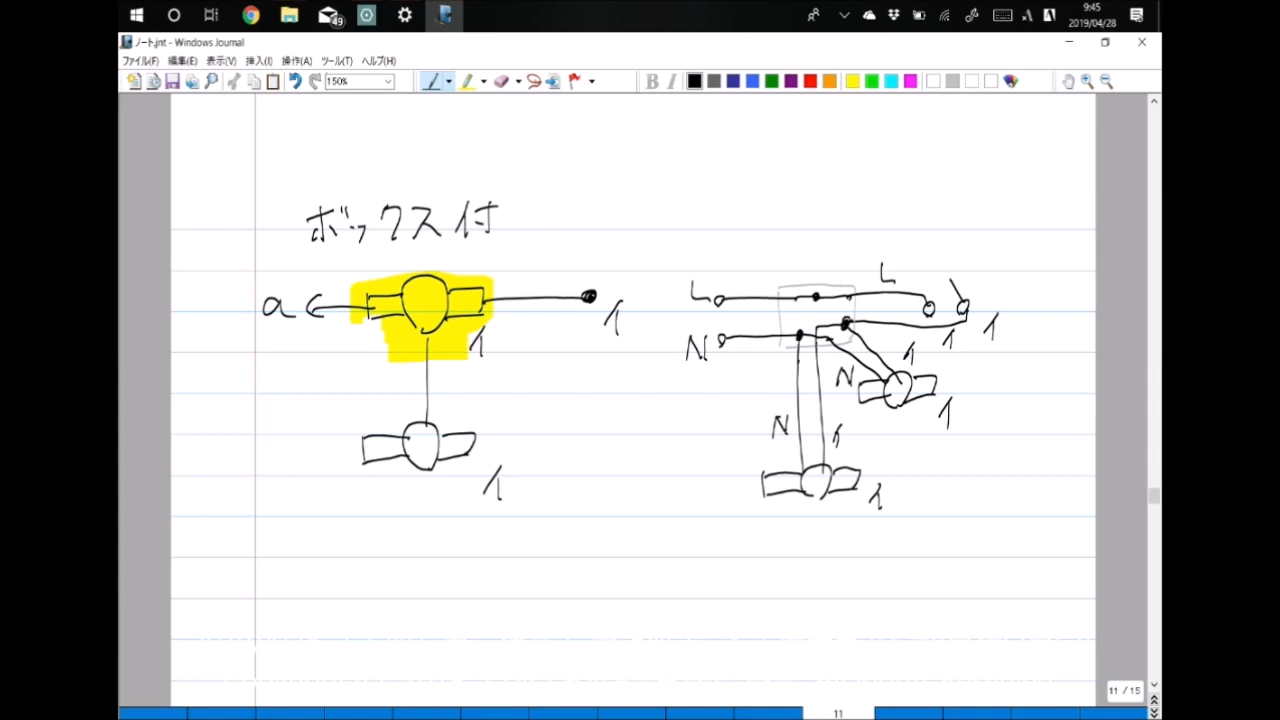 49
9:45
2019/04/28
ノート.jnt - Windows Journal
ファイル(F) 編集(E) 表示(V) 挿入(I) 操作(A) ツール(T) ヘルプ(H)
150%
B I
ボックス付
a イ
イ
イ
L L
N イ イ イ
N イ
N イ
イ
11 / 15
11